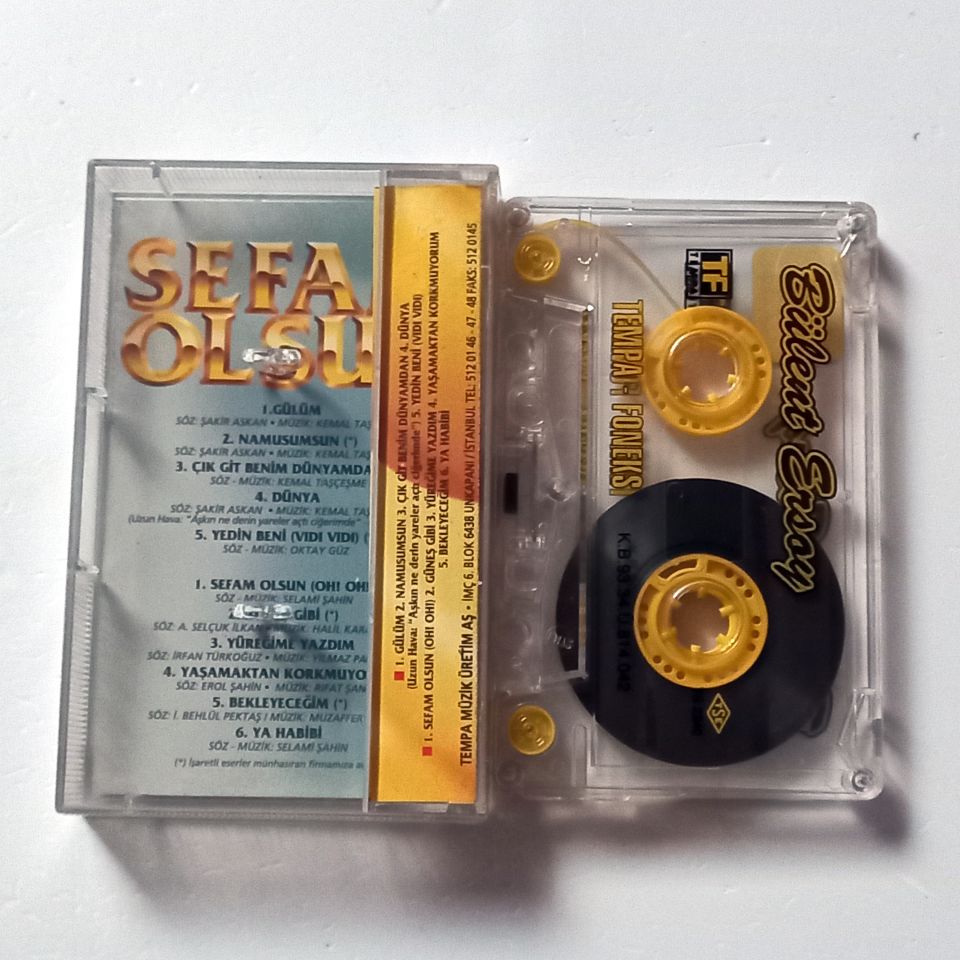 SEFA
OLSU
1. GÜLÜM
SÖZ: ŞAKİR ASKAN • MÜZİK: KEMAL TAŞ
2. NAMUSUMSUN (*)
SÖZ: ŞAKİR ASKAN • MÜZİK: KEMAL TAŞ
3. ÇIK GİT BENİM DÜNYAMDA
SÖZ - MÜZİK: KEMAL TAŞÇEŞME
4. DÜNYA
SÖZ: ŞAKİR ASKAN • MÜZİK: KEMAL TAŞ
(Uzun Hava: "Aşkın ne derin yareler açtı ciğerimde"
5. YEDİN BENİ (VIDI VIDI) (
SÖZ - MÜZİK: OKTAY GÜZ
1. SEFAM OLSUN (OH! OH!
SÖZ - MÜZİK: SELAMİ ŞAHİN
2. GİBİ (*)
SÖZ: A. SELÇUK İLKAN • MÜZİK: HALİL KARA
3. YÜREĞİME YAZDIM
SÖZ: İRFAN TÜRKOĞUZ • MÜZİK: YILMAZ PA
4. YAŞAMAKTAN KORKMUYO
SÖZ: EROL ŞAHİN • MÜZİK: RIFAT ŞAN
5. BEKLEYECEĞİM (*)
SÖZ: İ. BEHLÜL PEKTAŞ / MÜZİK: MUZAFFER
6. YA HABİBİ
SÖZ - MÜZİK: SELAMİ ŞAHİN
(*) İşaretli eserler münhasıran firmamıza a
1. GÜLÜM 2. NAMUSUMSUN 3. ÇIK GİT BENİM DÜNYAMDAN 4. DÜNYA
(Uzun Hava: "Aşkın ne derin yareler açtı ciğerimde") 5. YEDİN BENİ (VIDI VIDI)
1. SEFAM OLSUN (OH! OH!) 2. GÜNEŞ GİBİ 3. YÜREĞİME YAZDIM 4. YAŞAMAKTAN KORKMUYORUM
5. BEKLEYECEĞİM 6. YA HABİBİ
TEMPA MÜZİK ÜRETİM AŞ • İMÇ 6. BLOK 6438 UNKAPANI / İSTANBUL TEL: 512 01 46 - 47 - 48 FAKS: 512 0145
Bülent Ersoy
TF
TEMPA - FONEKS